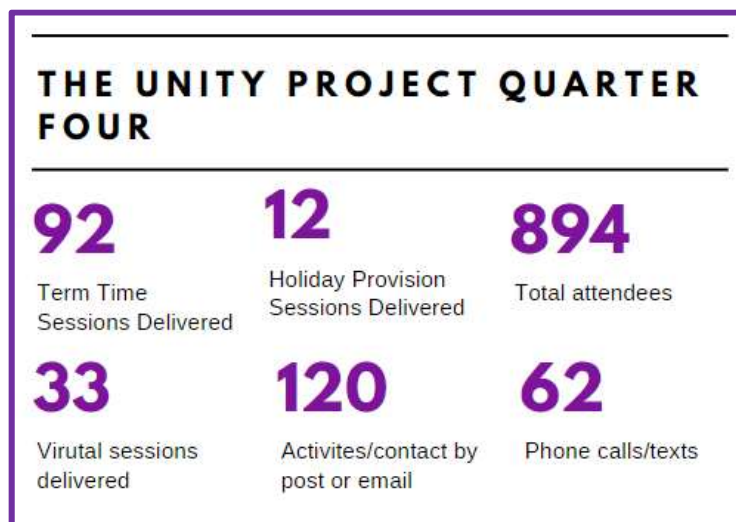 THE UNITY PROJECT QUARTER
FOUR
92
Term Time
Sessions Delivered
12
Holiday Provision
Sessions Delivered
894
Total attendees
33
Virutal sessions
delivered
120
Activites/contact by
post or email
62
Phone calls/texts